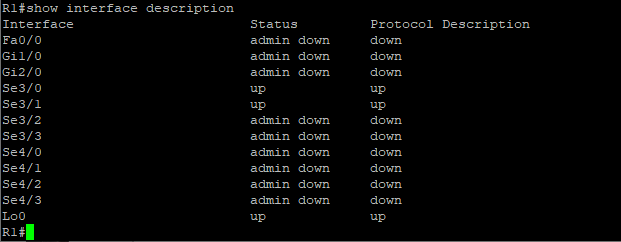 R1#show interface description
Interface                      Status         Protocol Description
Fa0/0                          admin down     down
Gi1/0                          admin down     down
Gi2/0                          admin down     down
Se3/0                          up             up
Se3/1                          up             up
Se3/2                          admin down     down
Se3/3                          admin down     down
Se4/0                          admin down     down
Se4/1                          admin down     down
Se4/2                          admin down     down
Se4/3                          admin down     down
Lo0                            up             up
R1#